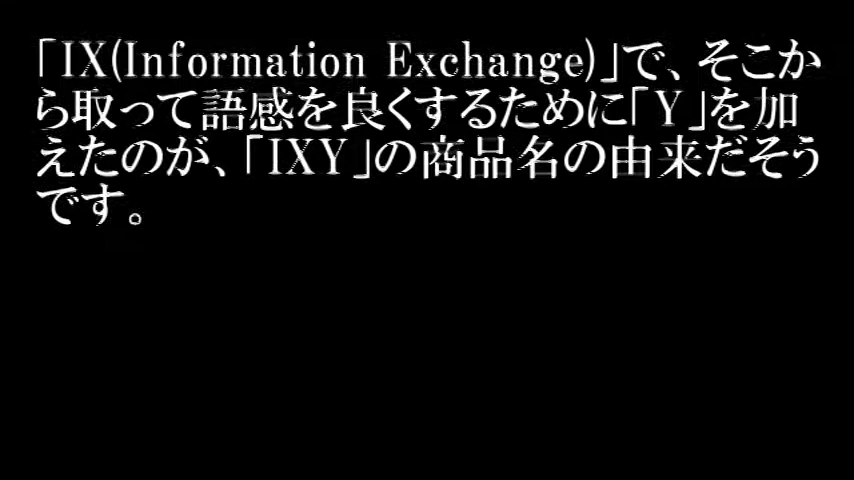 「IX(Information Exchange)」で、そこか
ら取って語感を良くするために「Y」を加
えたのが、「IXY」の商品名の由来だそう
です。